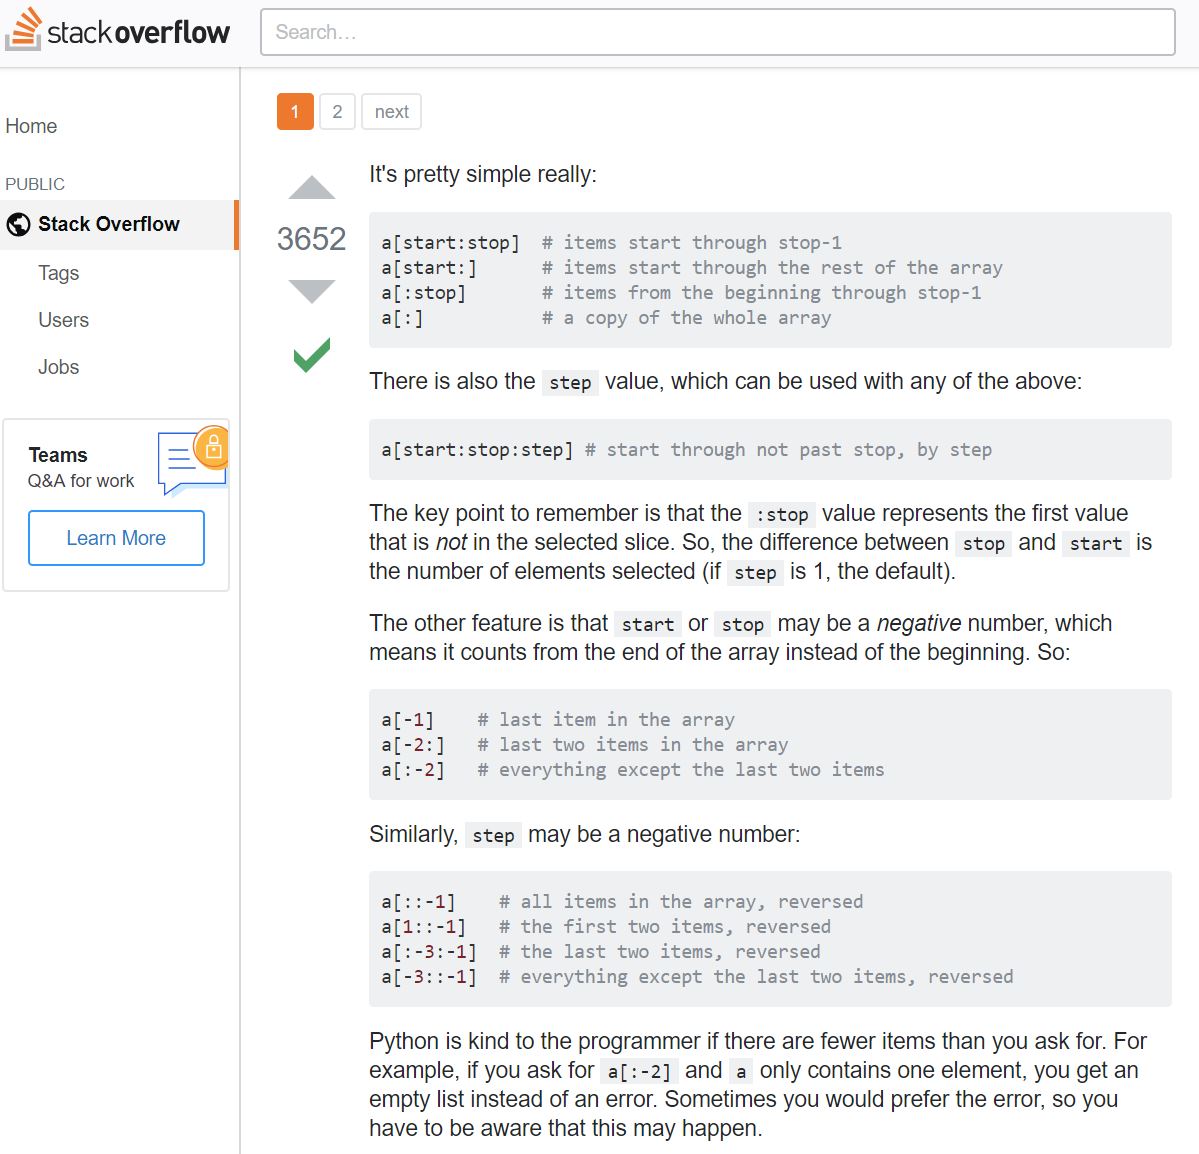 stack overflow
Search...
Home
PUBLIC
Stack Overflow
Tags
Users
Jobs
Teams
Q&A for work
Learn More
1 2 next
3652
It's pretty simple really:
a[start:stop]  # items start through stop-1
a[start:]      # items start through the rest of the array
a[:stop]       # items from the beginning through stop-1
a[:]           # a copy of the whole array
There is also the step value, which can be used with any of the above:
a[start:stop:step] # start through not past stop, by step
The key point to remember is that the :stop value represents the first value
that is not in the selected slice. So, the difference between stop and start is
the number of elements selected (if step is 1, the default).
The other feature is that start or stop may be a negative number, which
means it counts from the end of the array instead of the beginning. So:
a[-1]    # last item in the array
a[-2:]   # last two items in the array
a[:-2]   # everything except the last two items
Similarly, step may be a negative number:
a[::-1]    # all items in the array, reversed
a[1::-1]   # the first two items, reversed
a[:-3:-1]  # the last two items, reversed
a[-3::-1]  # everything except the last two items, reversed
Python is kind to the programmer if there are fewer items than you ask for. For
example, if you ask for a[:-2] and a only contains one element, you get an
empty list instead of an error. Sometimes you would prefer the error, so you
have to be aware that this may happen.